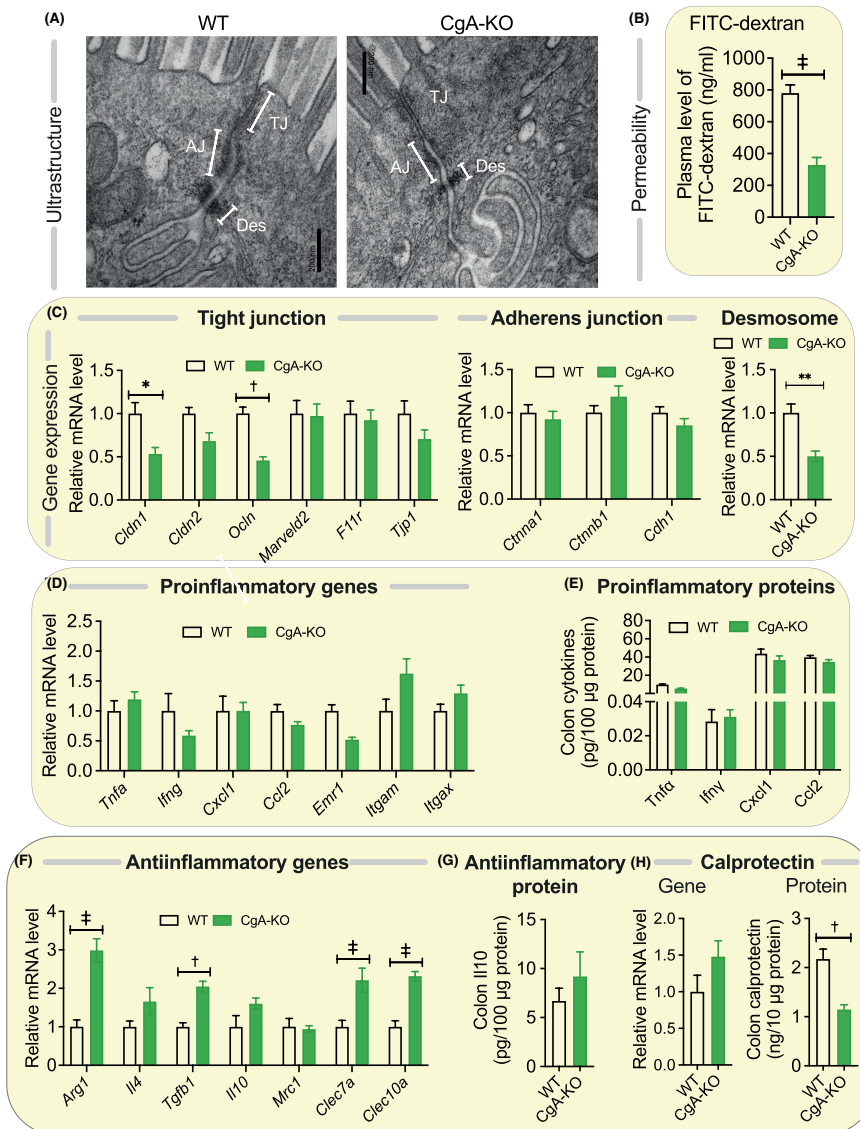 (A)
WT
CgA-KO
Ultrastructure
TJ
AJ
Des
200 nm
TJ
AJ
Des
200 nm
(B)
FITC-dextran
Permeability
Plasma level of
FITC-dextran (ng/ml)
1000
800
600
400
200
0
‡
WT
CgA-KO
(C)
Gene expression
Tight junction
Relative mRNA level
1.5
1.0
0.5
0.0
WT CgA-KO
*
†
Cldn1
Cldn2
Ocln
Marveld2
F11r
Tjp1
Adherens junction
Relative mRNA level
1.5
1.0
0.5
0.0
WT CgA-KO
Ctnna1
Ctnnb1
Cdh1
Desmosome
WT CgA-KO
Relative mRNA level
1.5
1.0
0.5
0.0
**
WT
CgA-KO
(D)
Proinflammatory genes
Relative mRNA level
2.5
2.0
1.5
1.0
0.5
0.0
WT CgA-KO
Tnfa
Ifng
Cxcl1
Ccl2
Emr1
Itgam
Itgax
(E)
Proinflammatory proteins
Colon cytokines
(pg/100 µg protein)
80
60
40
20
0.04
0.02
0.00
WT CgA-KO
Tnfα
Ifnγ
Cxcl1
Ccl2
(F)
Antiinflammatory genes
Relative mRNA level
4
3
2
1
0
WT CgA-KO
‡
†
‡
‡
Arg1
Il4
Tgfb1
Il10
Mrc1
Clec7a
Clec10a
(G)
Antiinflammatory
protein
Colon Il10
(pg/100 µg protein)
15
10
5
0
WT
CgA-KO
(H)
Calprotectin
Gene
Relative mRNA level
2.0
1.5
1.0
0.5
0.0
WT
CgA-KO
Protein
Colon calprotectin
(ng/10 µg protein)
3
2
1
0
†
WT
CgA-KO